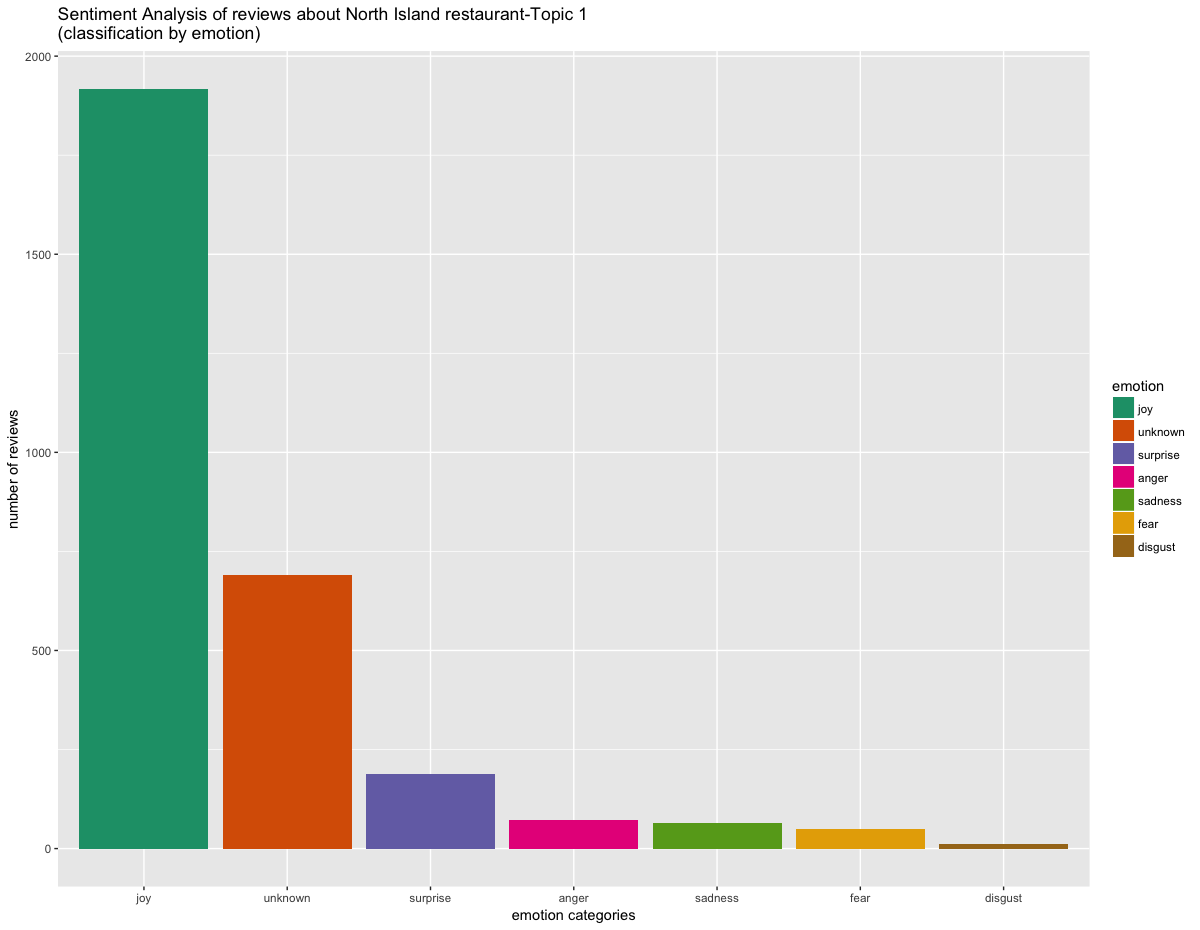 Sentiment Analysis of reviews about North Island restaurant-Topic 1
(classification by emotion)
2000
1500
1000
500
0
number of reviews
joy
unknown
surprise
anger
sadness
fear
disgust
emotion categories
emotion
joy
unknown
surprise
anger
sadness
fear
disgust